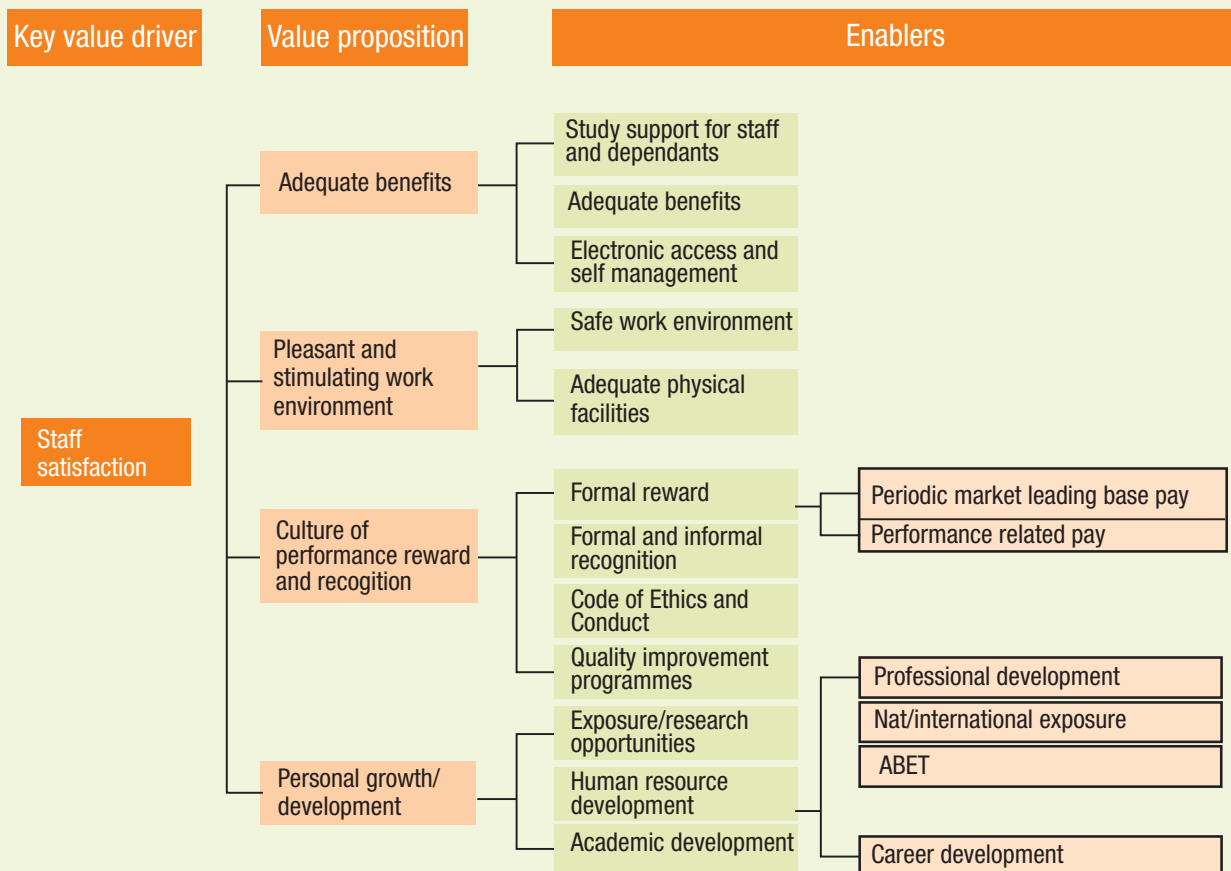 Key value driver
Value proposition
Enablers
Staff
satisfaction
Adequate benefits
Study support for staff
and dependants
Adequate benefits
Electronic access and
self management
Pleasant and
stimulating work
environment
Safe work environment
Adequate physical
facilities
Culture of
performance reward
and recogition
Formal reward
Periodic market leading base pay
Performance related pay
Formal and informal
recognition
Code of Ethics and
Conduct
Quality improvement
programmes
Personal growth/
development
Exposure/research
opportunities
Human resource
development
Professional development
Nat/international exposure
ABET
Career development
Academic development